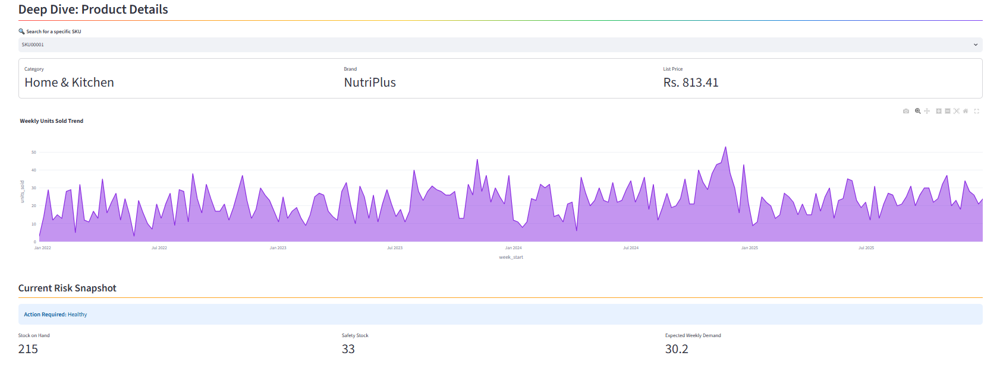 Deep Dive: Product Details
🔍 Search for a specific SKU
SKU00001
Category Brand List Price
Home & Kitchen NutriPlus Rs. 813.41
Weekly Units Sold Trend
units_sold
50
40
30
20
10
0
Jan 2022 Jul 2022 Jan 2023 Jul 2023 Jan 2024 Jul 2024 Jan 2025 Jul 2025
week_start
Current Risk Snapshot
Action Required: Healthy
Stock on Hand Safety Stock Expected Weekly Demand
215 33 30.2